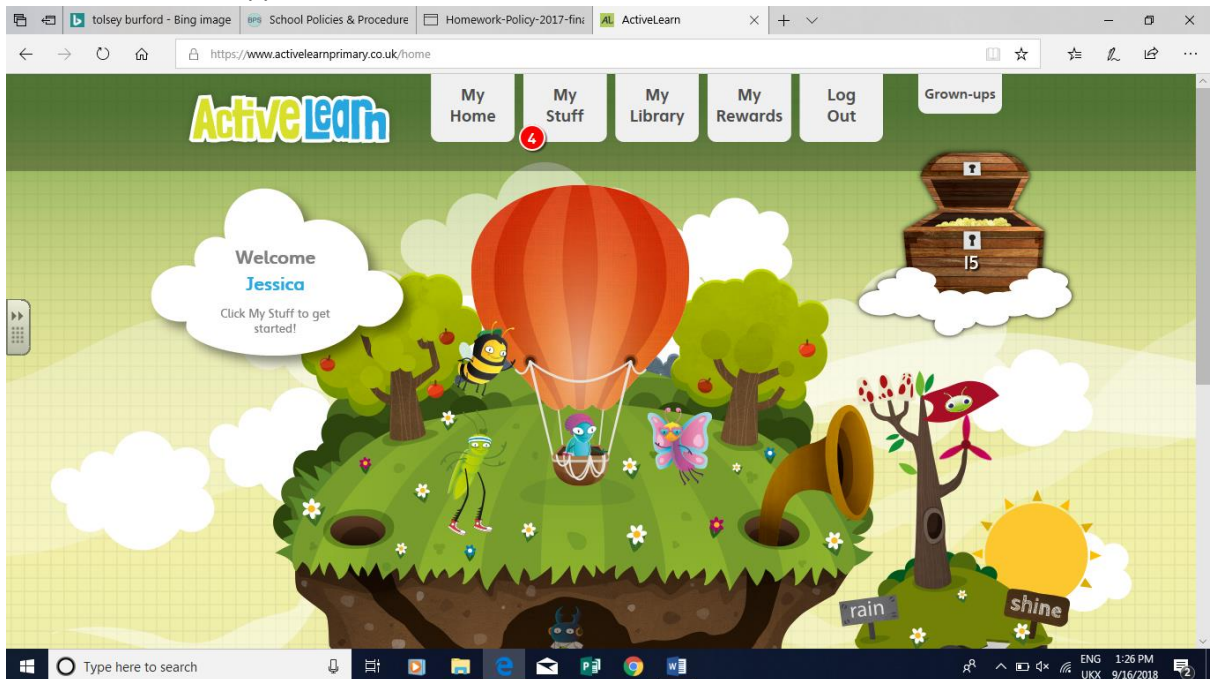 tolsey burford - Bing image
BPS
School Policies & Procedure
Homework-Policy-2017-fina
AL
ActiveLearn
https://www.activelearnprimary.co.uk/home
ActiveLearn
My
Home
My
Stuff
4
My
Library
My
Rewards
Log
Out
Grown-ups
Welcome
Jessica
Click My Stuff to get
started!
15
rain
shine
Type here to search
ENG
UKX
1:26 PM
9/16/2018
2